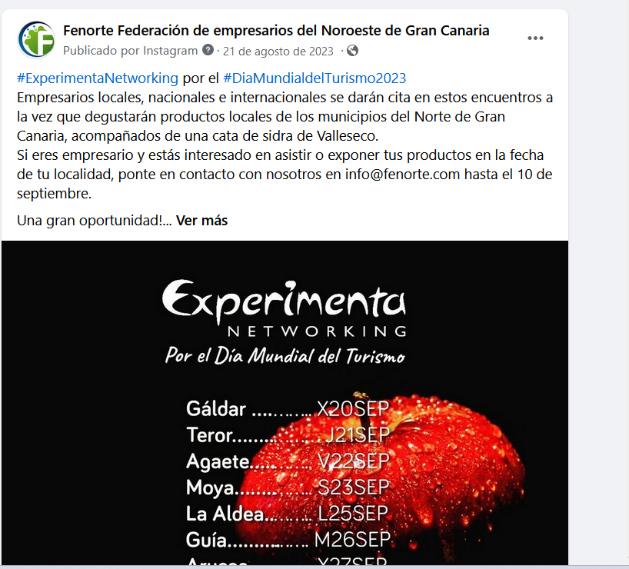 Fenorte Federación de empresarios del Noroeste de Gran Canaria
Publicado por Instagram · 21 de agosto de 2023 ·
#ExperimentaNetworking por el #DiaMundialdelTurismo2023
Empresarios locales, nacionales e internacionales se darán cita en estos encuentros a
la vez que degustarán productos locales de los municipios del Norte de Gran
Canaria, acompañados de una cata de sidra de Valleseco.
Si eres empresario y estás interesado en asistir o exponer tus productos en la fecha
de tu localidad, ponte en contacto con nosotros en info@fenorte.com hasta el 10 de
septiembre.
Una gran oportunidad!... Ver más
Experimenta
NETWORKING
Por el Día Mundial del Turismo
Gáldar ........... X20SEP
Teror............... J21SEP
Agaete........... V22SEP
Moya.............. S23SEP
La Aldea........ L25SEP
Guía.............. M26SEP
X27SEP